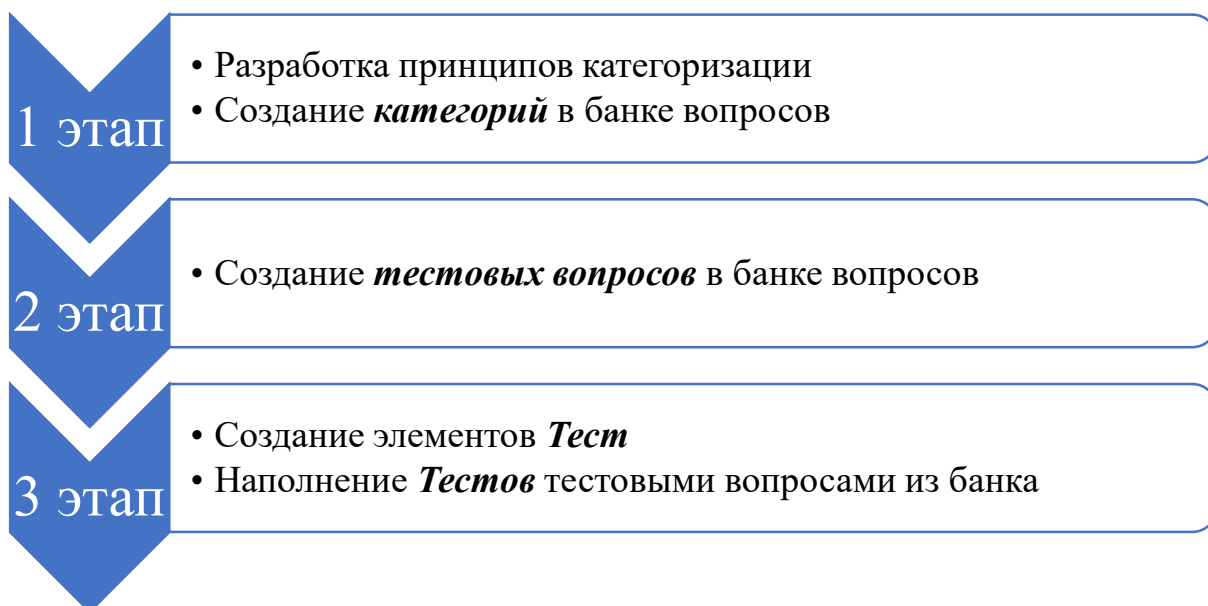 1 этап
• Разработка принципов категоризации
• Создание категорий в банке вопросов
2 этап
• Создание тестовых вопросов в банке вопросов
3 этап
• Создание элементов Тест
• Наполнение Тестов тестовыми вопросами из банка